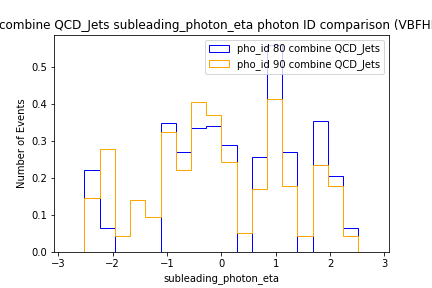 combine QCD_Jets subleading_photon_eta photon ID comparison (VBFH
pho_id 80 combine QCD_Jets
pho_id 90 combine QCD_Jets
Number of Events
0.5
0.4
0.3
0.2
0.1
0.0
−3 −2 −1 0 1 2 3
subleading_photon_eta